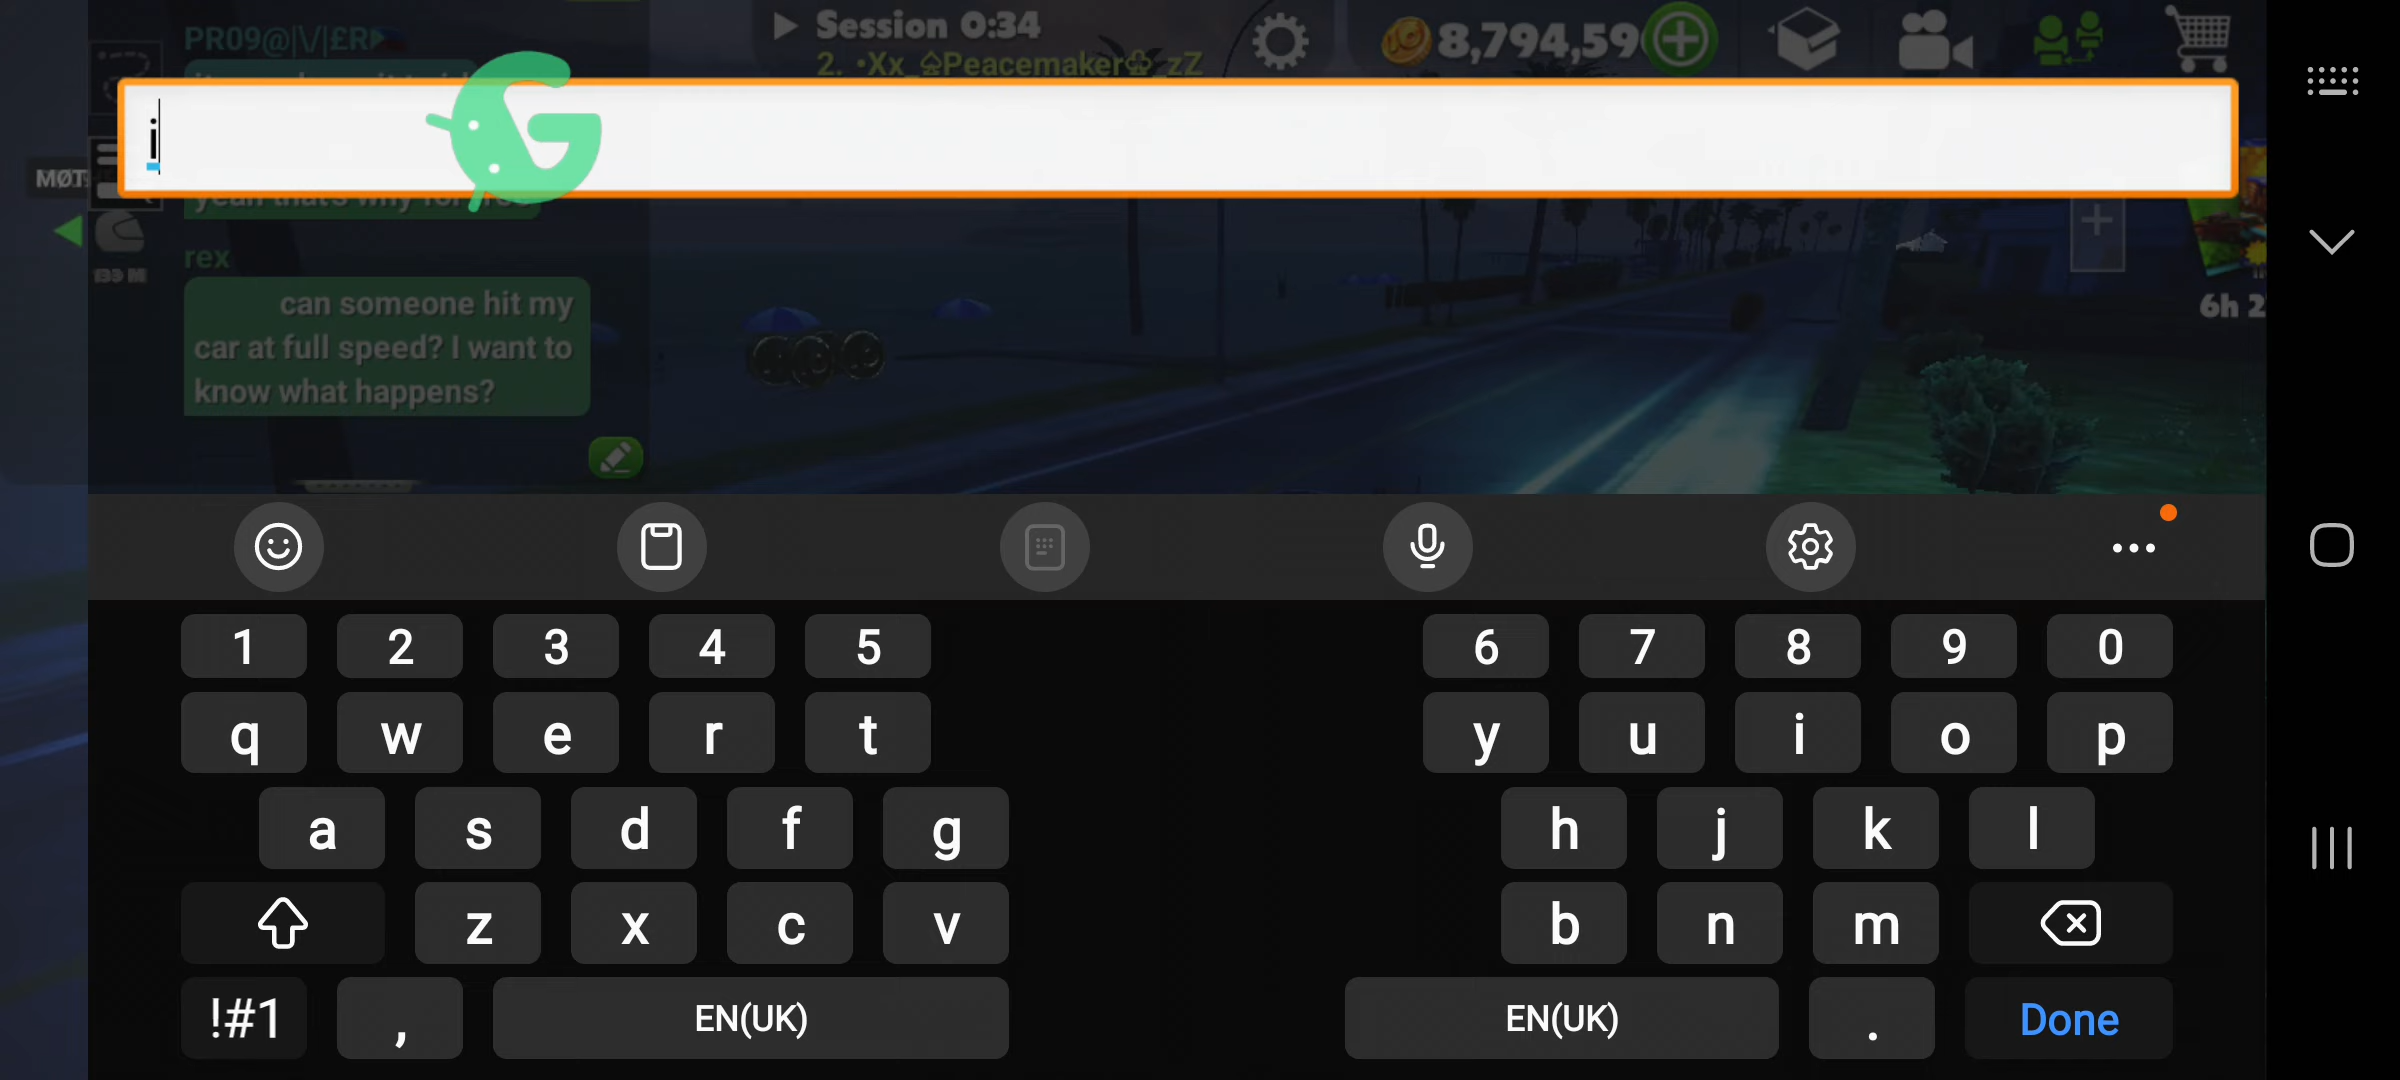 PR09@|\/|£R
Session 0:34
2. •Xx_♤Peacemaker♧_zZ
8,794,59
i
MØT
rex
133 M
can someone hit my
car at full speed? I want to
know what happens?
6h 2
1 2 3 4 5 6 7 8 9 0
q w e r t y u i o p
a s d f g h j k l
z x c v b n m
!#1 , EN(UK) EN(UK) . Done